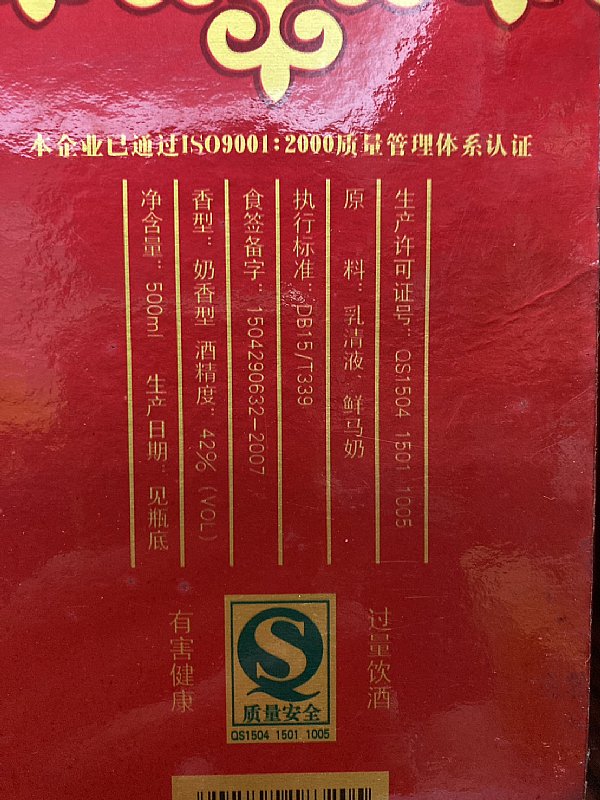 本企业已通过ISO9001:2000质量管理体系认证
生产许可证号：QS1504 1501 1005
原料：乳清液、鲜马奶
执行标准：DB15/T339
食签备字：1504290632-2007
香型：奶香型 酒精度：42%（VOL）
净含量：500ml 生产日期：见瓶底
过量饮酒
有害健康
质量安全
QS1504 1501 1005